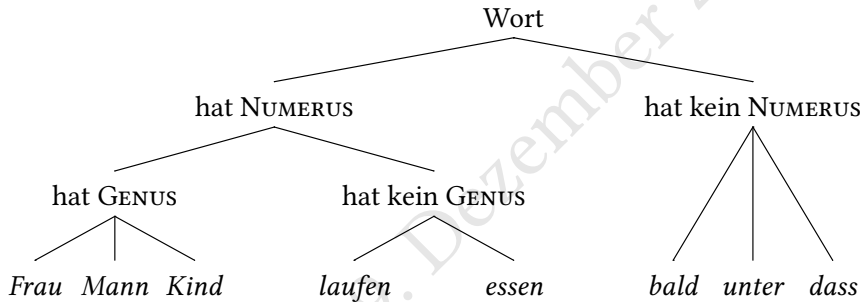 Wort
hat NUMERUS hat kein NUMERUS
hat GENUS hat kein GENUS
Frau Mann Kind laufen essen bald unter dass
. Dezember